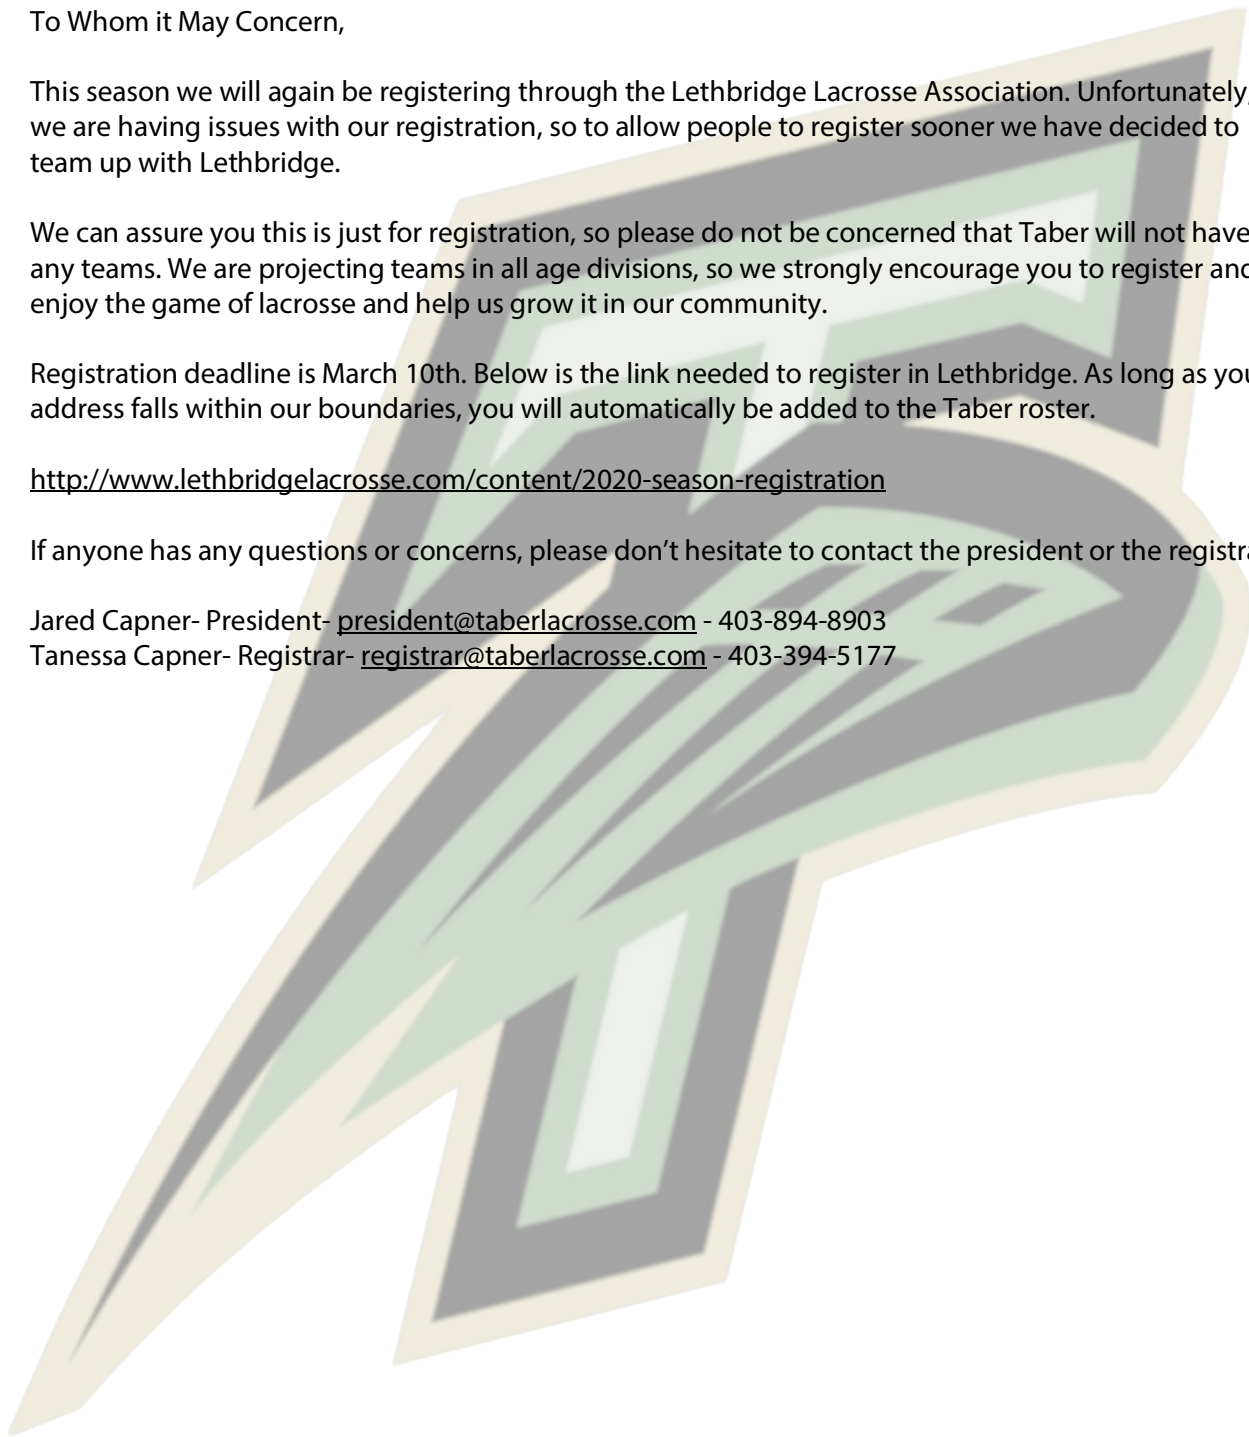 To Whom it May Concern,
This season we will again be registering through the Lethbridge Lacrosse Association. Unfortunately,
we are having issues with our registration, so to allow people to register sooner we have decided to
team up with Lethbridge.
We can assure you this is just for registration, so please do not be concerned that Taber will not have
any teams. We are projecting teams in all age divisions, so we strongly encourage you to register and
enjoy the game of lacrosse and help us grow it in our community.
Registration deadline is March 10th. Below is the link needed to register in Lethbridge. As long as you
address falls within our boundaries, you will automatically be added to the Taber roster.
http://www.lethbridgelacrosse.com/content/2020-season-registration
If anyone has any questions or concerns, please don’t hesitate to contact the president or the registra
Jared Capner- President- president@taberlacrosse.com - 403-894-8903
Tanessa Capner- Registrar- registrar@taberlacrosse.com - 403-394-5177